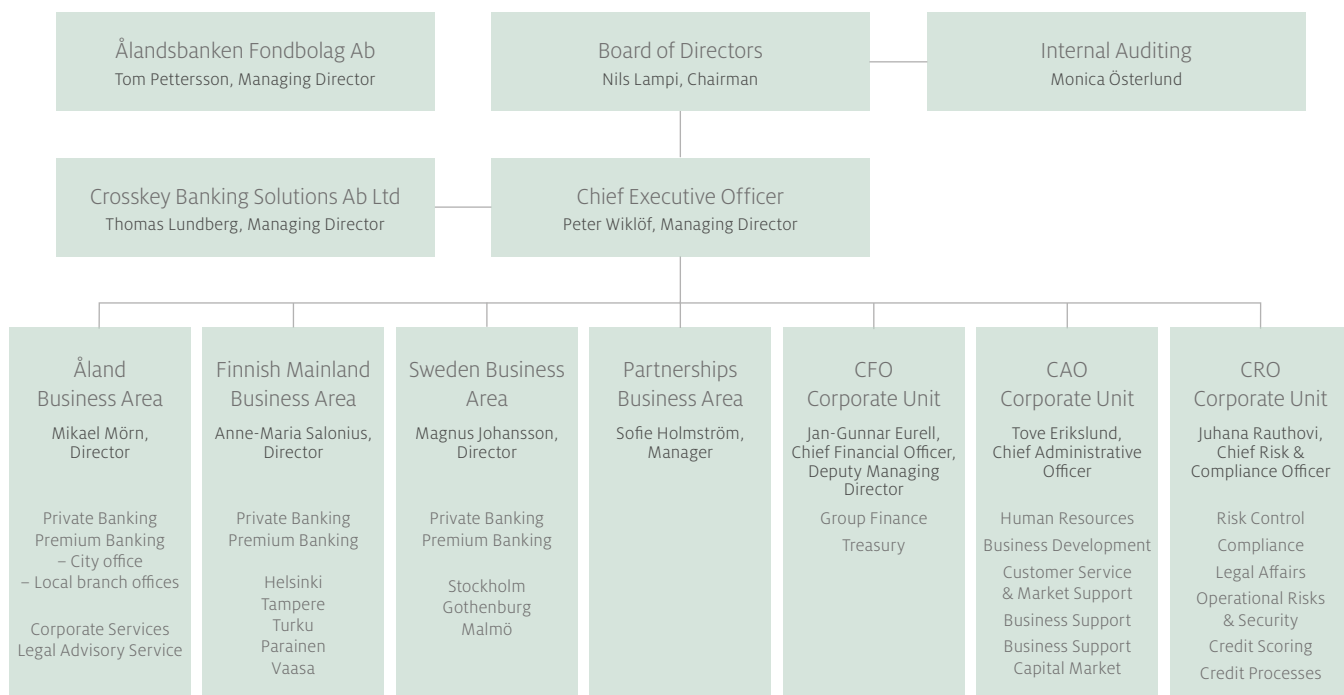 Ålandsbanken Fondbolag Ab
Tom Pettersson, Managing Director
Board of Directors
Nils Lampi, Chairman
Internal Auditing
Monica Österlund
Crosskey Banking Solutions Ab Ltd
Thomas Lundberg, Managing Director
Chief Executive Officer
Peter Wiklöf, Managing Director
Åland
Business Area
Mikael Mörn,
Director
Private Banking
Premium Banking
– City office
– Local branch offices
Corporate Services
Legal Advisory Service
Finnish Mainland
Business Area
Anne-Maria Salonius,
Director
Private Banking
Premium Banking
Helsinki
Tampere
Turku
Parainen
Vaasa
Sweden Business
Area
Magnus Johansson,
Director
Private Banking
Premium Banking
Stockholm
Gothenburg
Malmö
Partnerships
Business Area
Sofie Holmström,
Manager
CFO
Corporate Unit
Jan-Gunnar Eurell,
Chief Financial Officer,
Deputy Managing
Director
Group Finance
Treasury
CAO
Corporate Unit
Tove Erikslund,
Chief Administrative
Officer
Human Resources
Business Development
Customer Service
& Market Support
Business Support
Business Support
Capital Market
CRO
Corporate Unit
Juhana Rauthovi,
Chief Risk &
Compliance Officer
Risk Control
Compliance
Legal Affairs
Operational Risks
& Security
Credit Scoring
Credit Processes